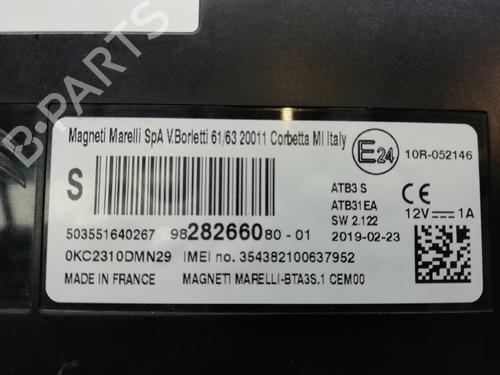 B-PARTS
Magneti Marelli SpA V.Borletti 61/63 20011 Corbetta MI Italy
E24 10R-052146
S
ATB3 S
ATB31EA
SW 2.122 12V 1A
503551640267 9828266080-01 2019-02-23
0KC2310DMN29 IMEI no. 354382100637952
MADE IN FRANCE MAGNETI MARELLI-BTA3S.1 CEM00